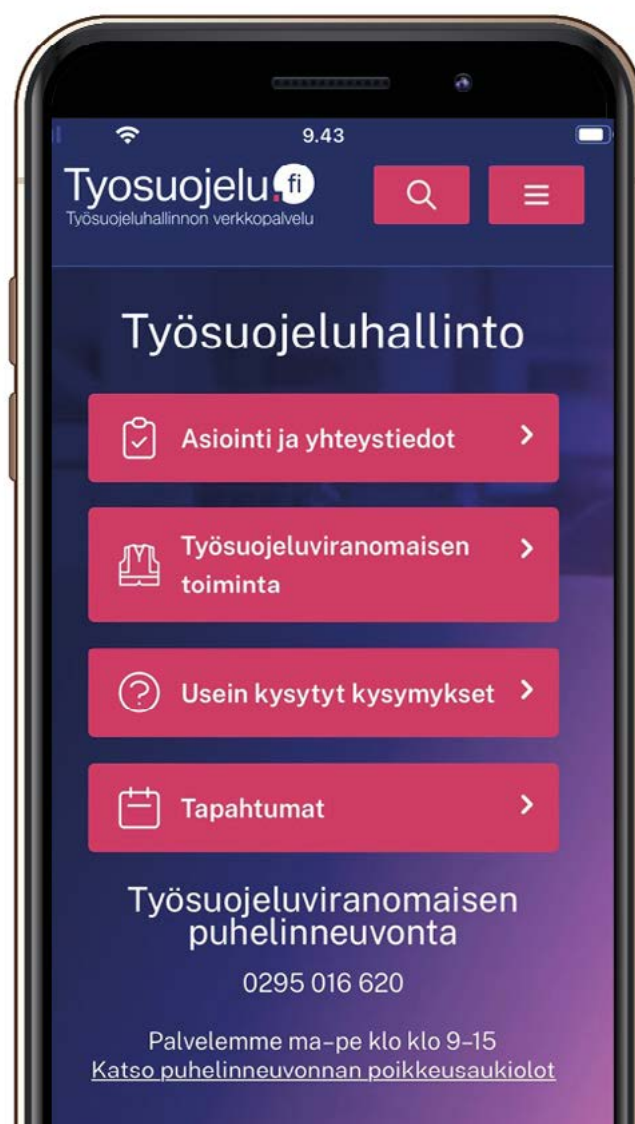 9.43
Tyosuojelu.fi
Työsuojeluhallinnon verkkopalvelu
Työsuojeluhallinto
Asiointi ja yhteystiedot
Työsuojeluviranomaisen
toiminta
Usein kysytyt kysymykset
Tapahtumat
Työsuojeluviranomaisen
puhelinneuvonta
0295 016 620
Palvelemme ma–pe klo klo 9–15
Katso puhelinneuvonnan poikkeusaukiolot